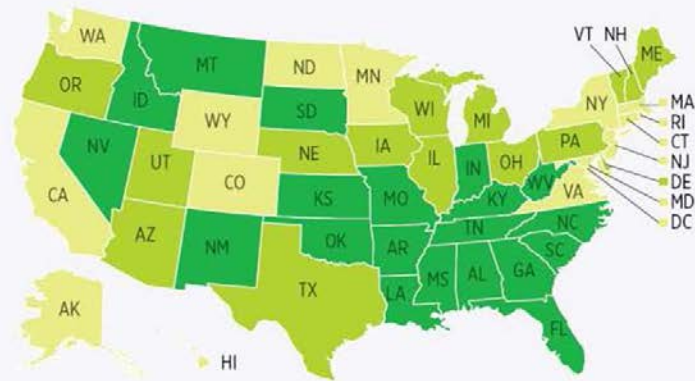 WA
MT
ND
MN
VT NH
ME
OR
ID
SD
WI
MI
NY
MA
RI
CT
NJ
DE
MD
DC
WY
NV
UT
NE
IA
IL
IN
OH
PA
CA
CO
KS
MO
KY
WV
VA
AZ
NM
OK
AR
TN
NC
SC
TX
LA
MS
AL
GA
FL
AK
HI